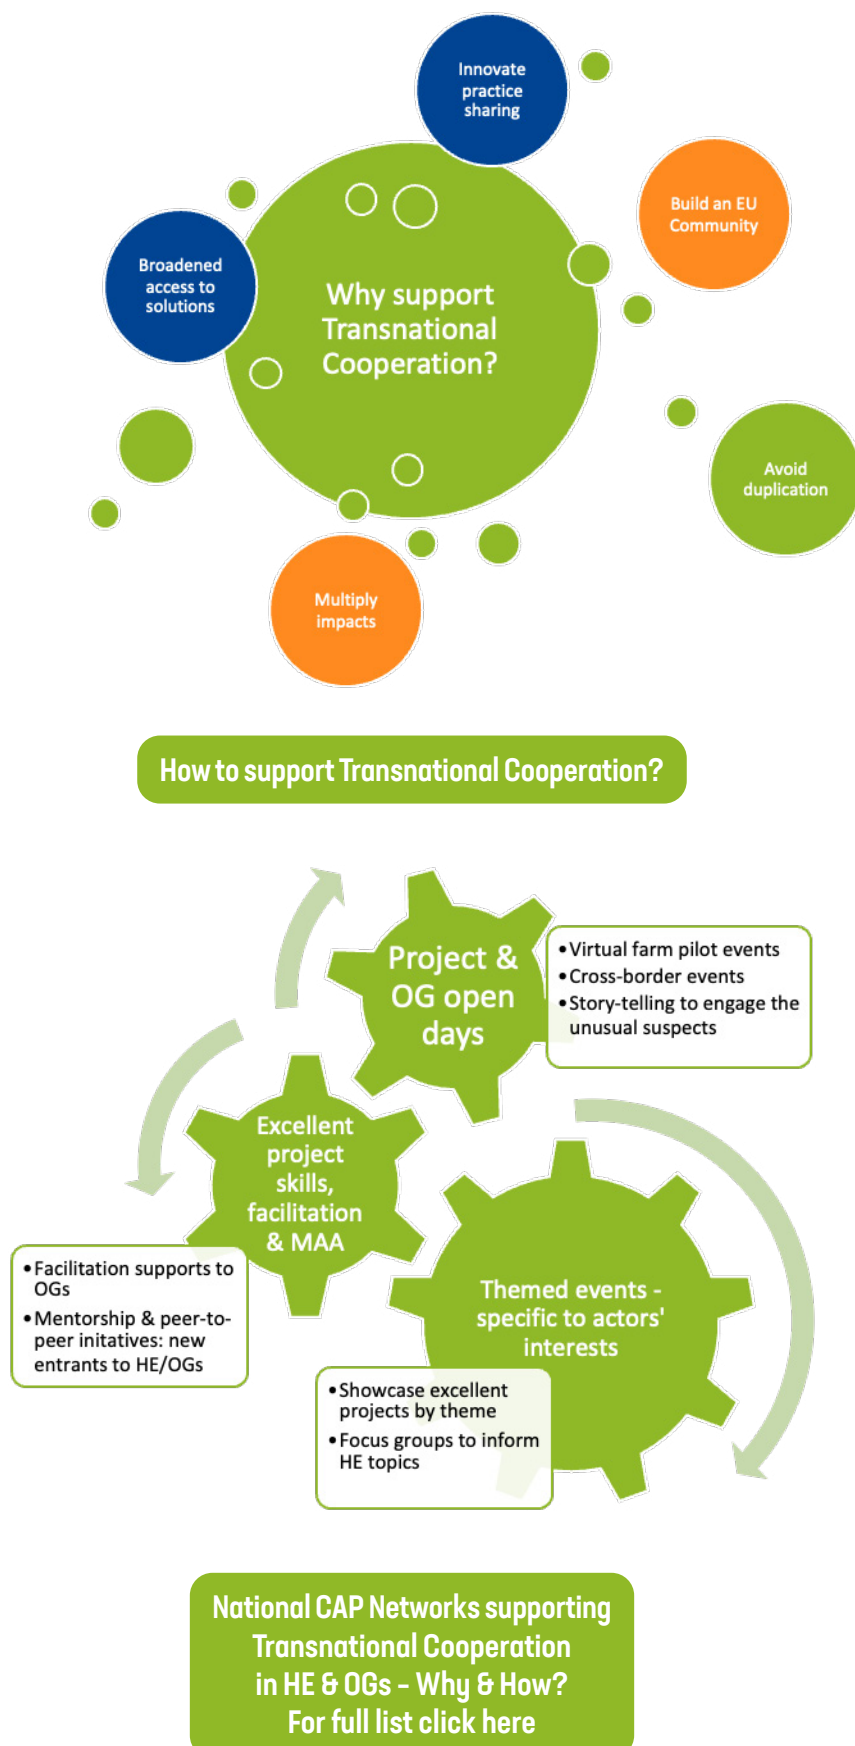 Innovate
practice
sharing
Build an EU
Community
Broadened
access to
solutions
Why support
Transnational
Cooperation?
Avoid
duplication
Multiply
impacts
How to support Transnational Cooperation?
Project &
OG open
days
•Virtual farm pilot events
•Cross-border events
•Story-telling to engage the
unusual suspects
Excellent
project
skills,
facilitation
& MAA
•Facilitation supports to
OGs
•Mentorship & peer-to-
peer initatives: new
entrants to HE/OGs
Themed events -
specific to actors'
interests
•Showcase excellent
projects by theme
•Focus groups to inform
HE topics
National CAP Networks supporting
Transnational Cooperation
in HE & OGs - Why & How?
For full list click here